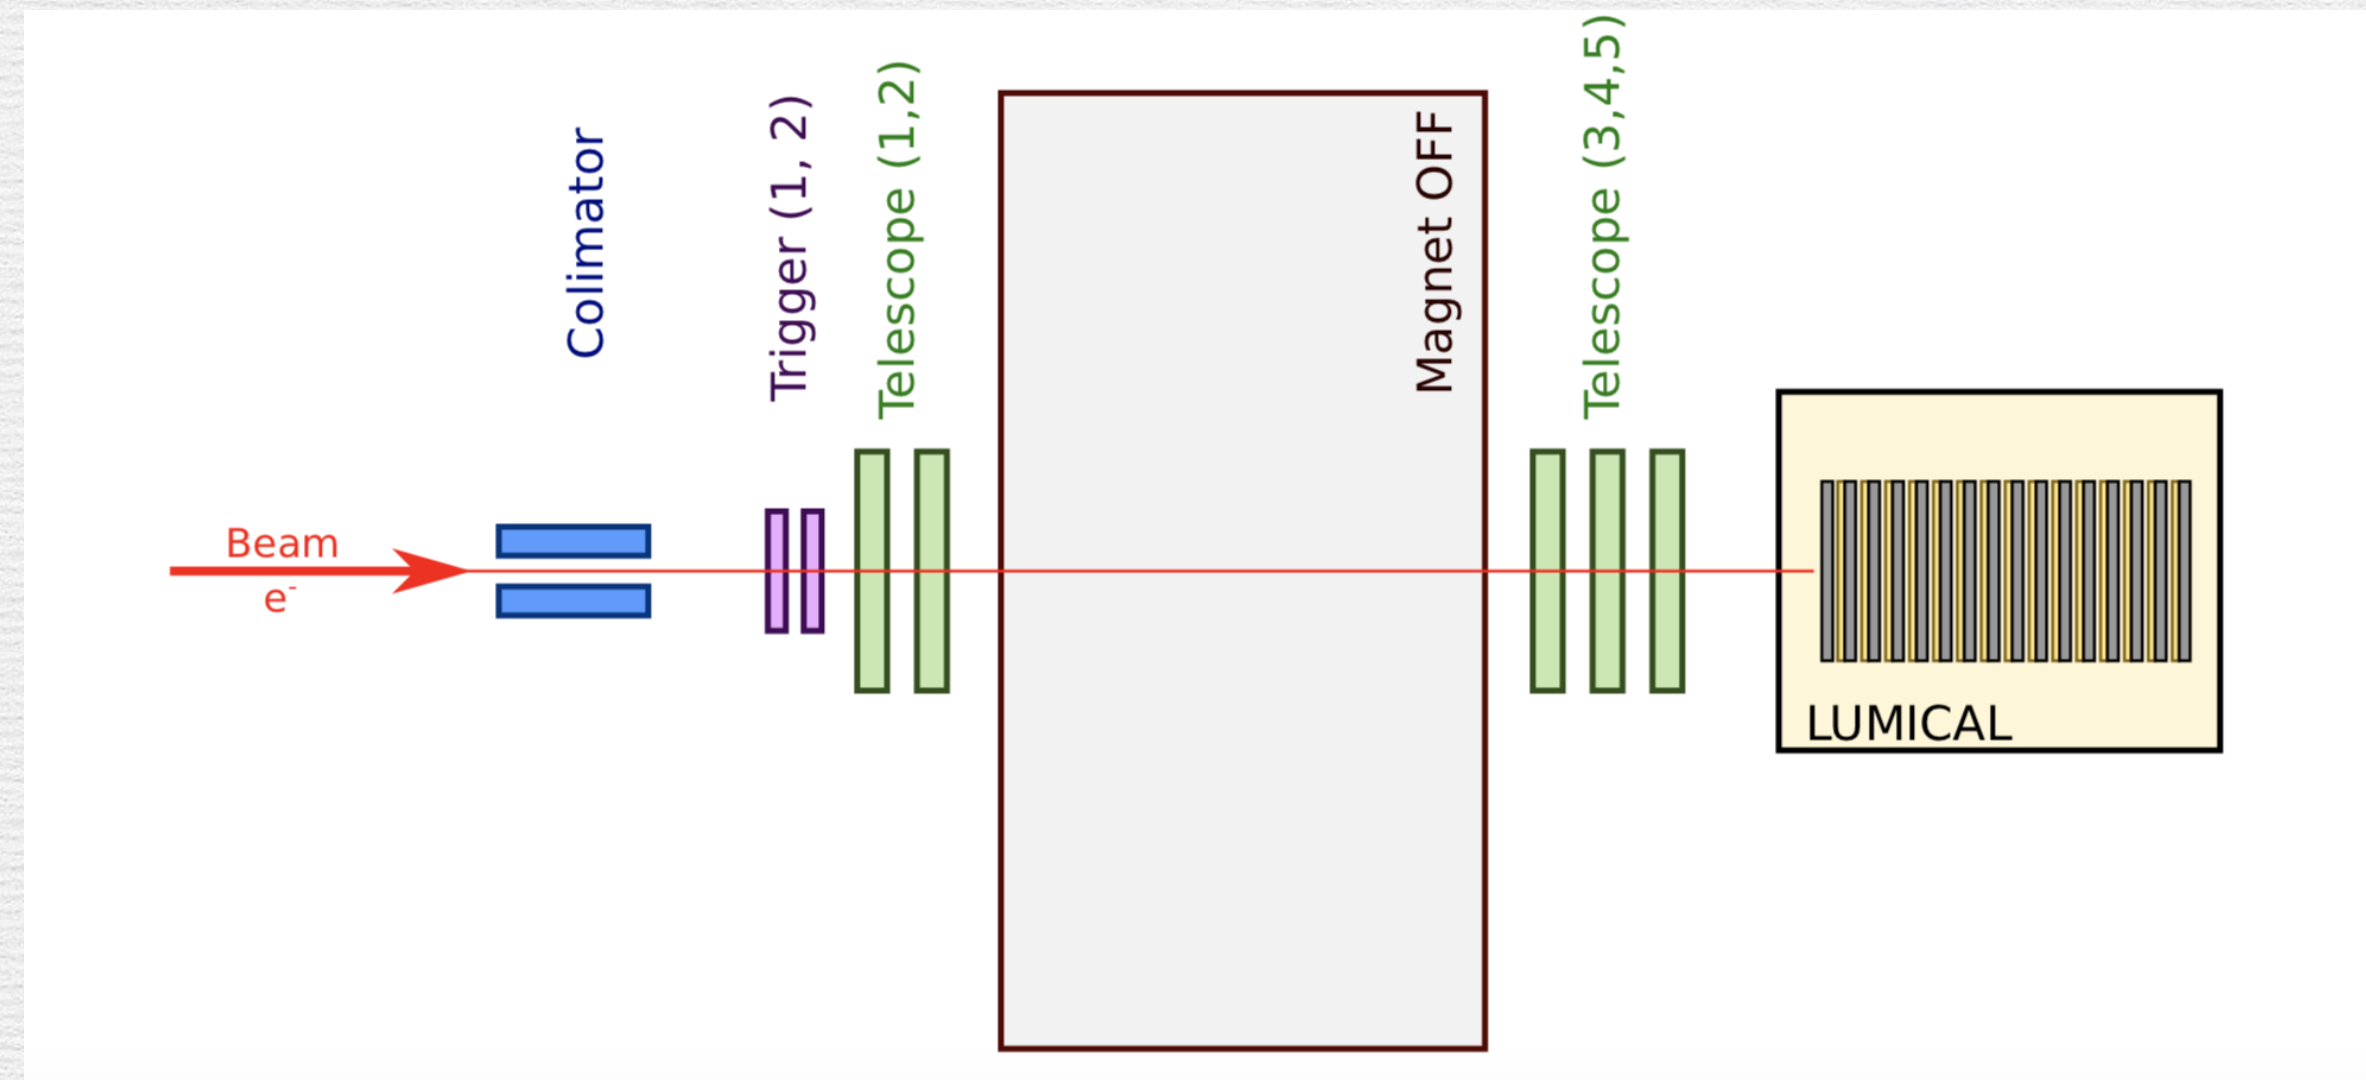 Beam
e-
Colimator
Trigger (1, 2)
Telescope (1,2)
Magnet OFF
Telescope (3,4,5)
LUMICAL